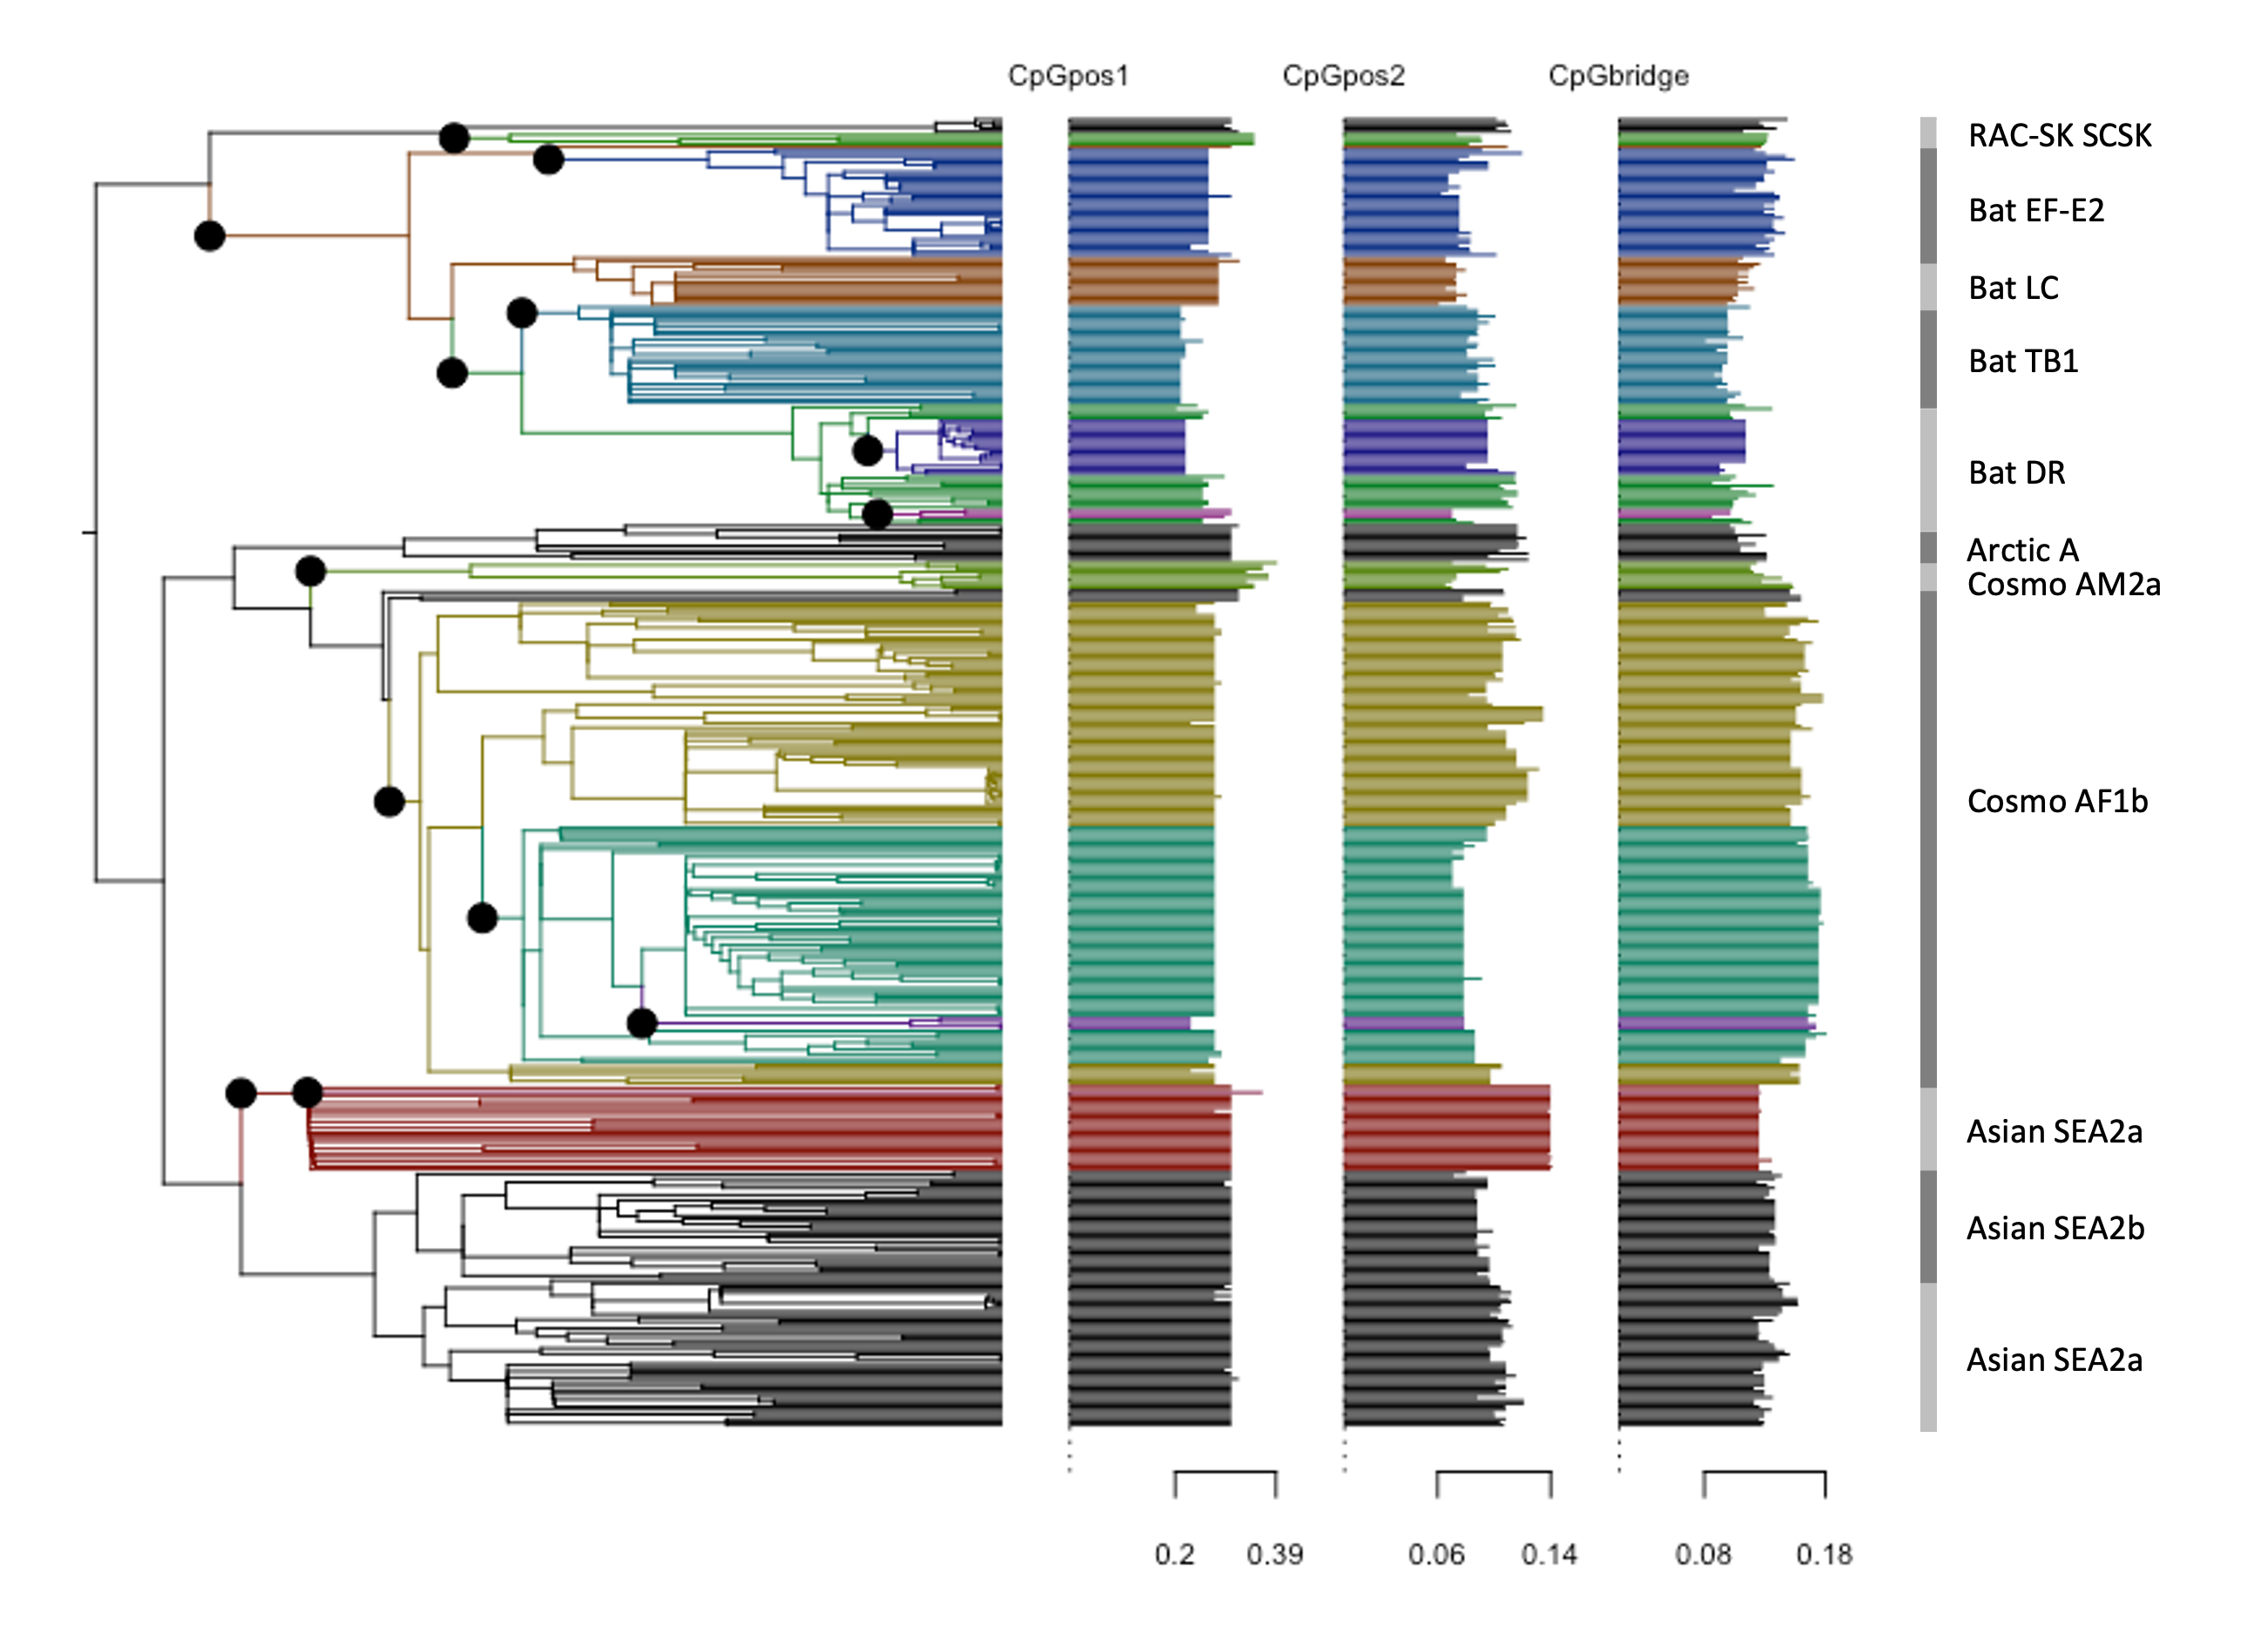 CpGpos1 CpGpos2 CpGbridge
RAC-SK SCSK
Bat EF-E2
Bat LC
Bat TB1
Bat DR
Arctic A
Cosmo AM2a
Cosmo AF1b
Asian SEA2a
Asian SEA2b
Asian SEA2a
0.2 0.39 0.06 0.14 0.08 0.18